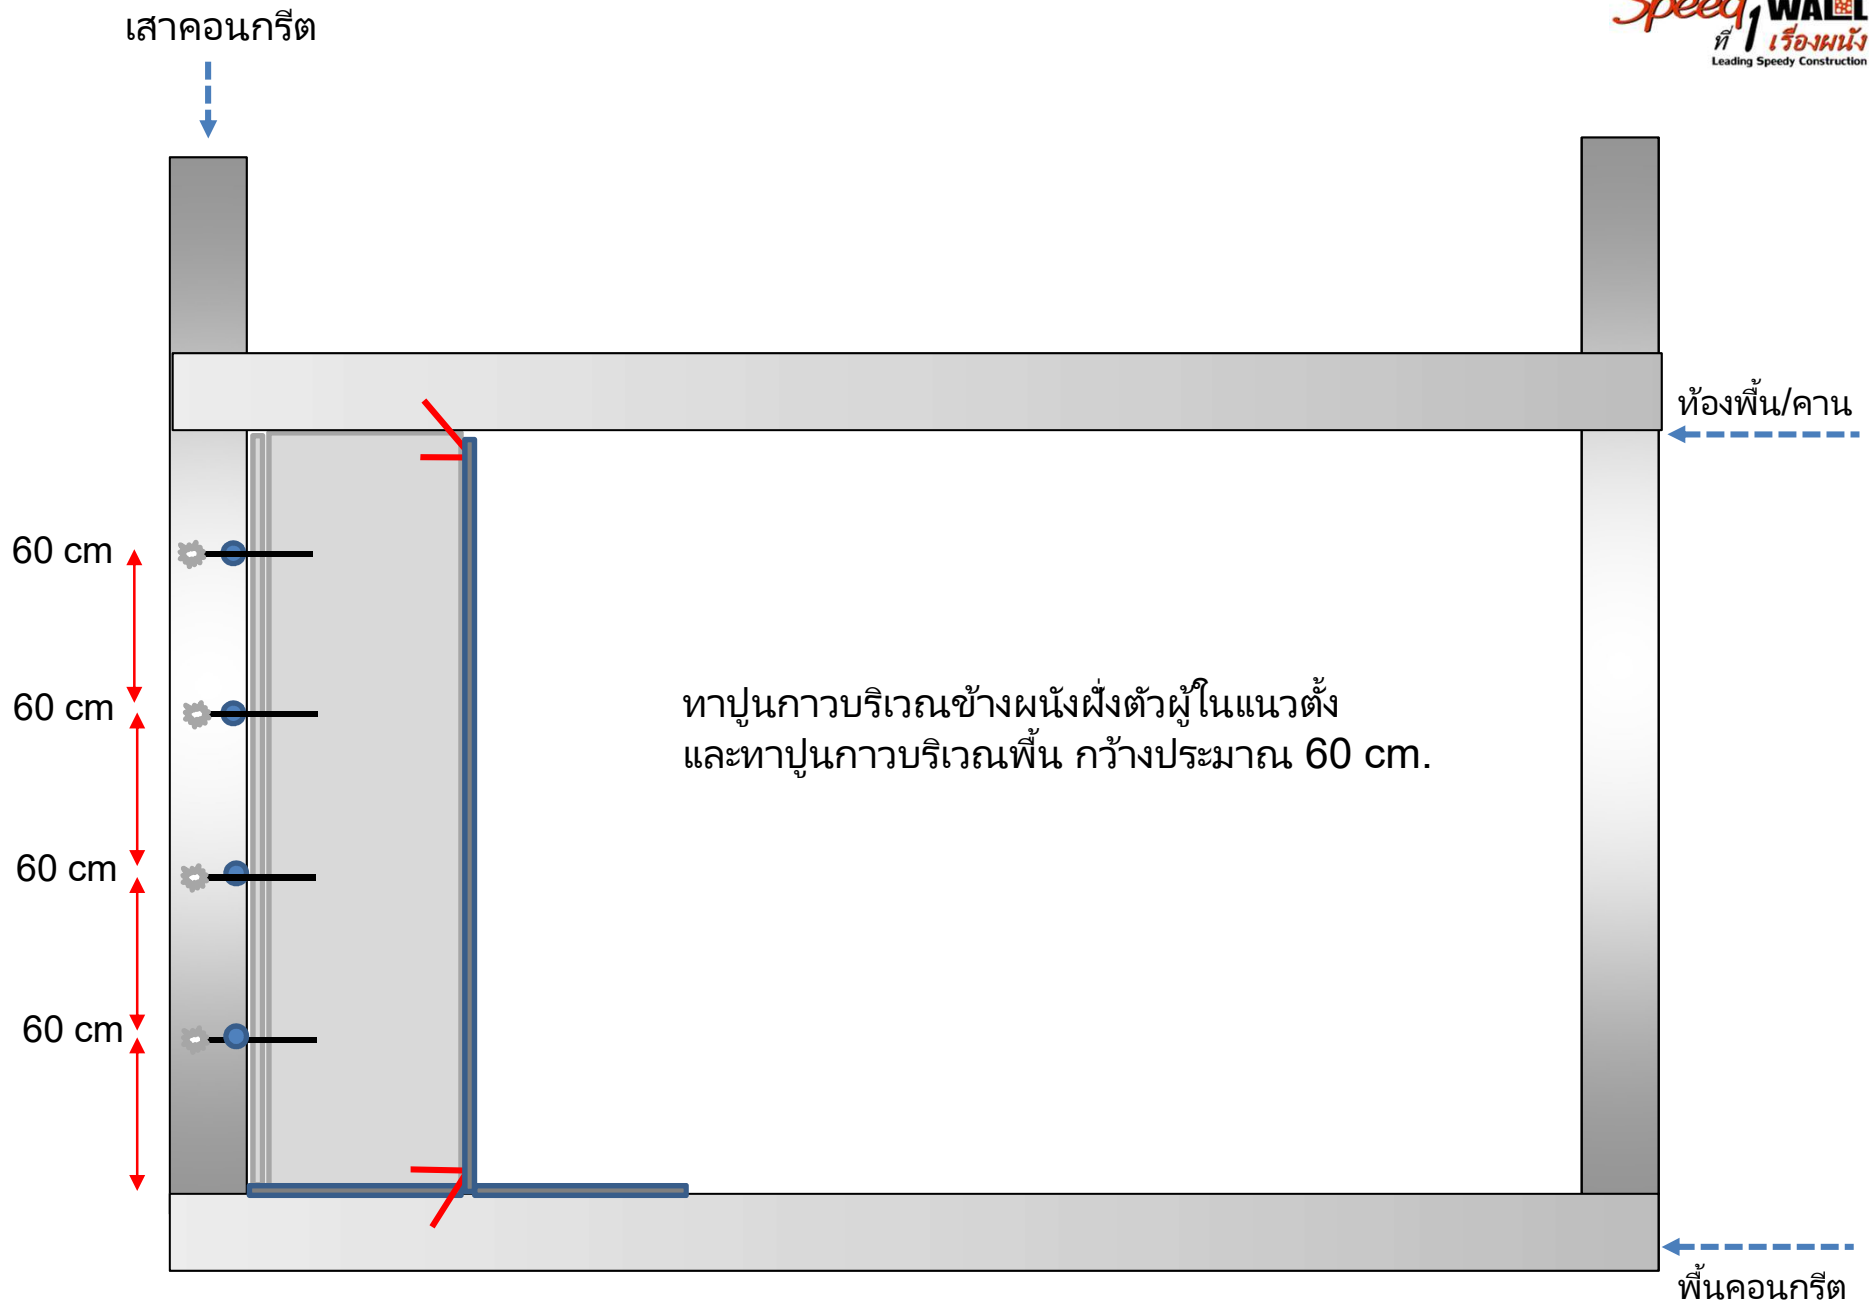 เสาคอนกรีต
Speed WALL
ที่ 1 เรื่องผนัง
Leading Speedy Construction
ท้องพื้น/คาน
60 cm
60 cm
ทาปูนกาวบริเวณข้างผนังฝั่งตัวผู้ในแนวตั้ง
และทาปูนกาวบริเวณพื้น กว้างประมาณ 60 cm.
60 cm
60 cm
พื้นคอนกรีต